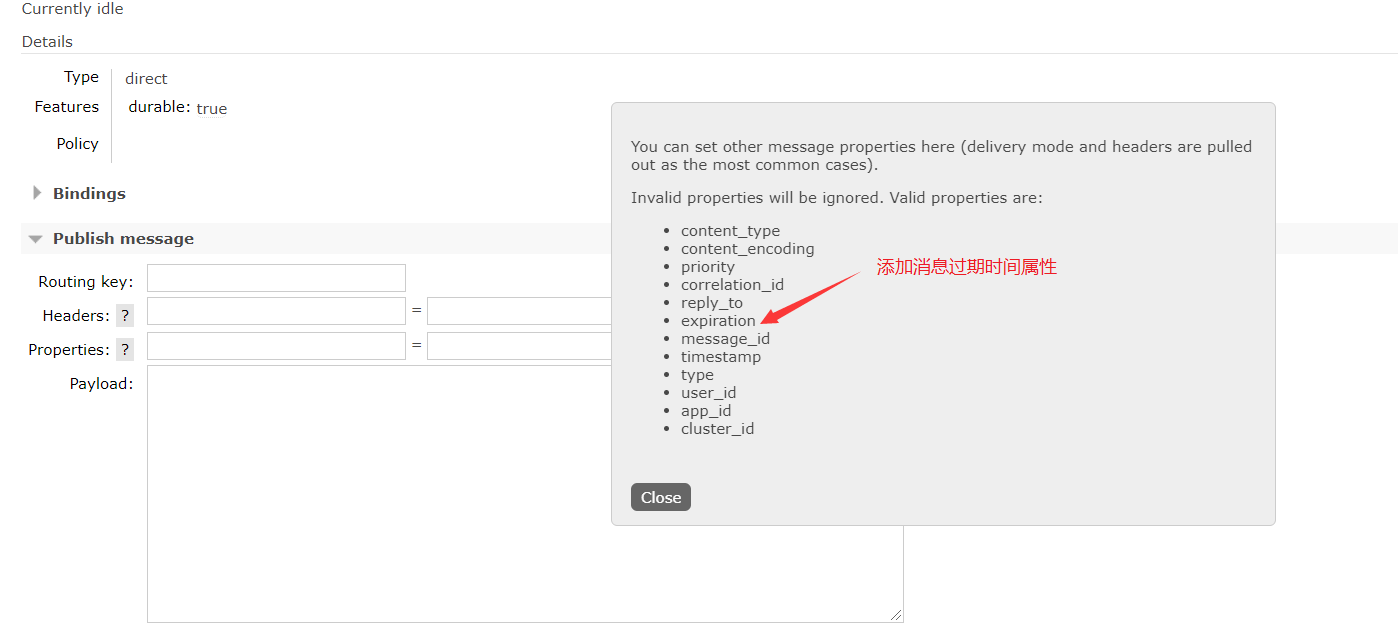 Currently idle
Details
Type direct
Features durable: true
Policy
Bindings
Publish message
Routing key:
Headers: ? =
Properties: ? =
Payload:
You can set other message properties here (delivery mode and headers are pulled
out as the most common cases).
Invalid properties will be ignored. Valid properties are:
• content_type
• content_encoding
• priority
• correlation_id
• reply_to
• expiration
• message_id
• timestamp
• type
• user_id
• app_id
• cluster_id
添加消息过期时间属性
Close